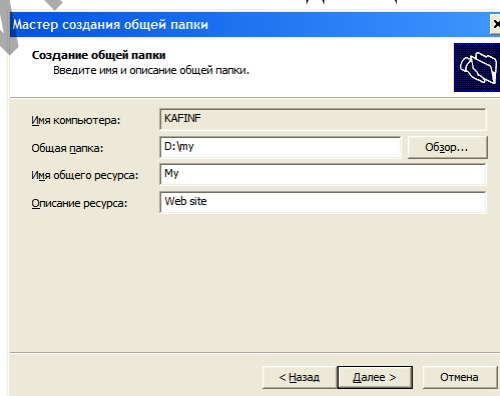 Мастер создания общей папки
Создание общей папки
Введите имя и описание общей папки.
Имя компьютера: KAFINF
Общая папка: D:\my Обзор...
Имя общего ресурса: My
Описание ресурса: Web site
< Назад Далее > Отмена